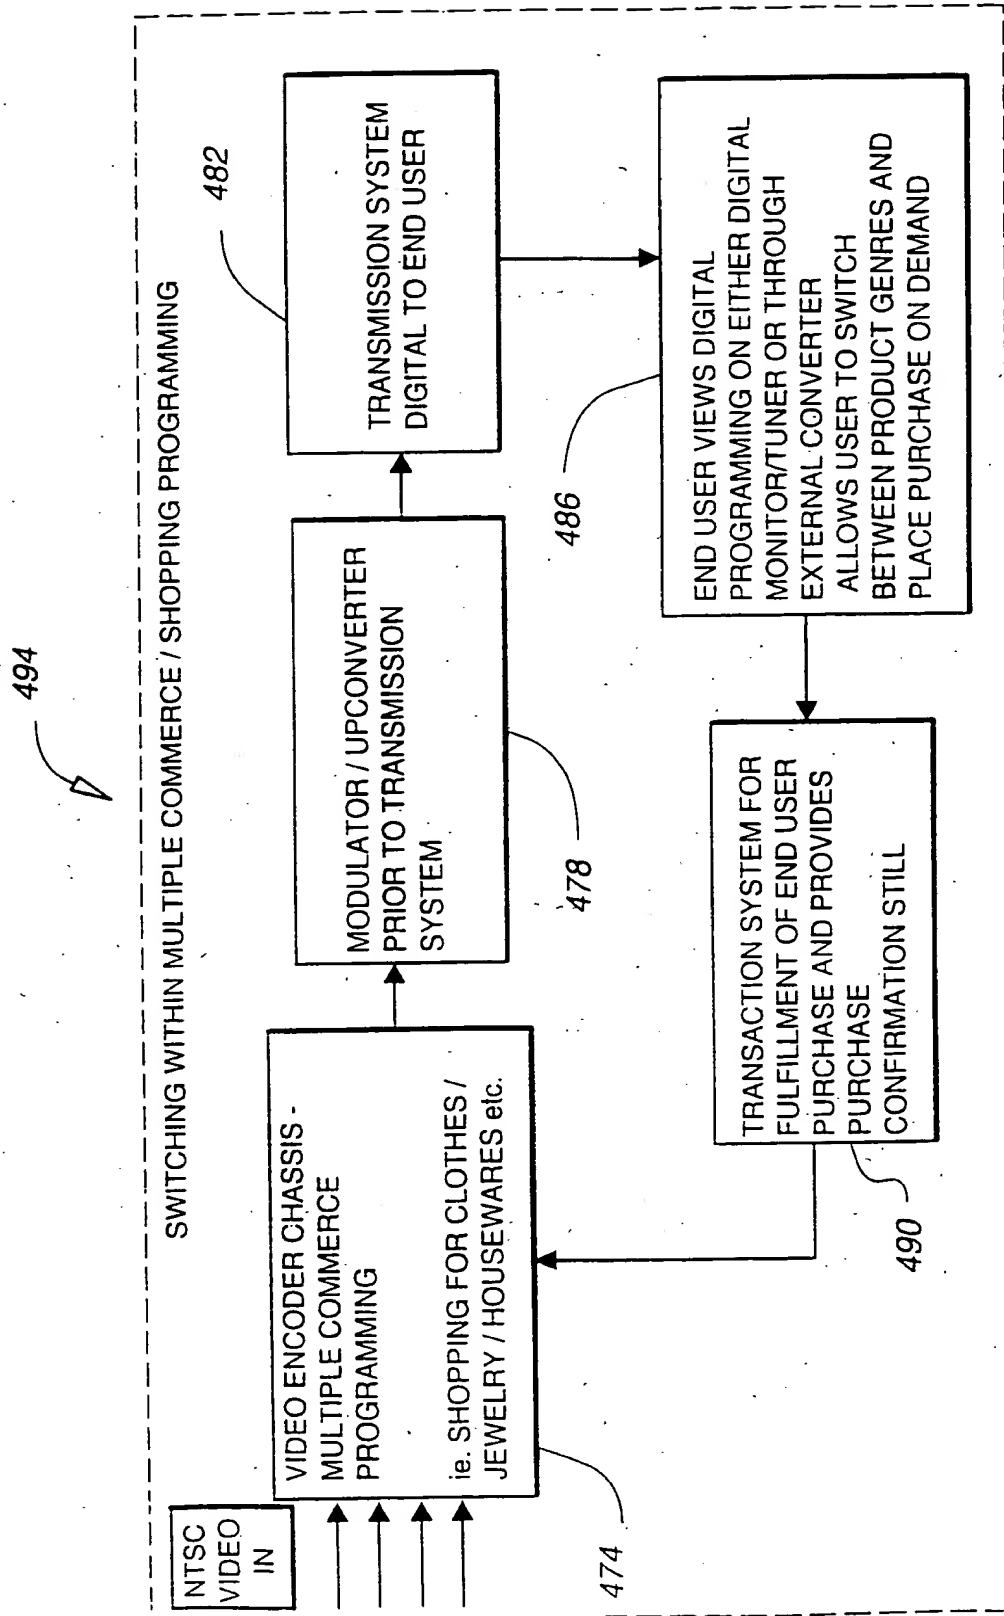 494
SWITCHING WITHIN MULTIPLE COMMERCE / SHOPPING PROGRAMMING
NTSC
VIDEO
IN
VIDEO ENCODER CHASSIS -
MULTIPLE COMMERCE
PROGRAMMING
ie. SHOPPING FOR CLOTHES /
JEWELRY / HOUSEWARES etc.
474
MODULATOR / UPCONVERTER
PRIOR TO TRANSMISSION
SYSTEM
478
TRANSMISSION SYSTEM
DIGITAL TO END USER
482
END USER VIEWS DIGITAL
PROGRAMMING ON EITHER DIGITAL
MONITOR/TUNER OR THROUGH
EXTERNAL CONVERTER
ALLOWS USER TO SWITCH
BETWEEN PRODUCT GENRES AND
PLACE PURCHASE ON DEMAND
486
TRANSACTION SYSTEM FOR
FULFILLMENT OF END USER
PURCHASE AND PROVIDES
PURCHASE
CONFIRMATION STILL
490